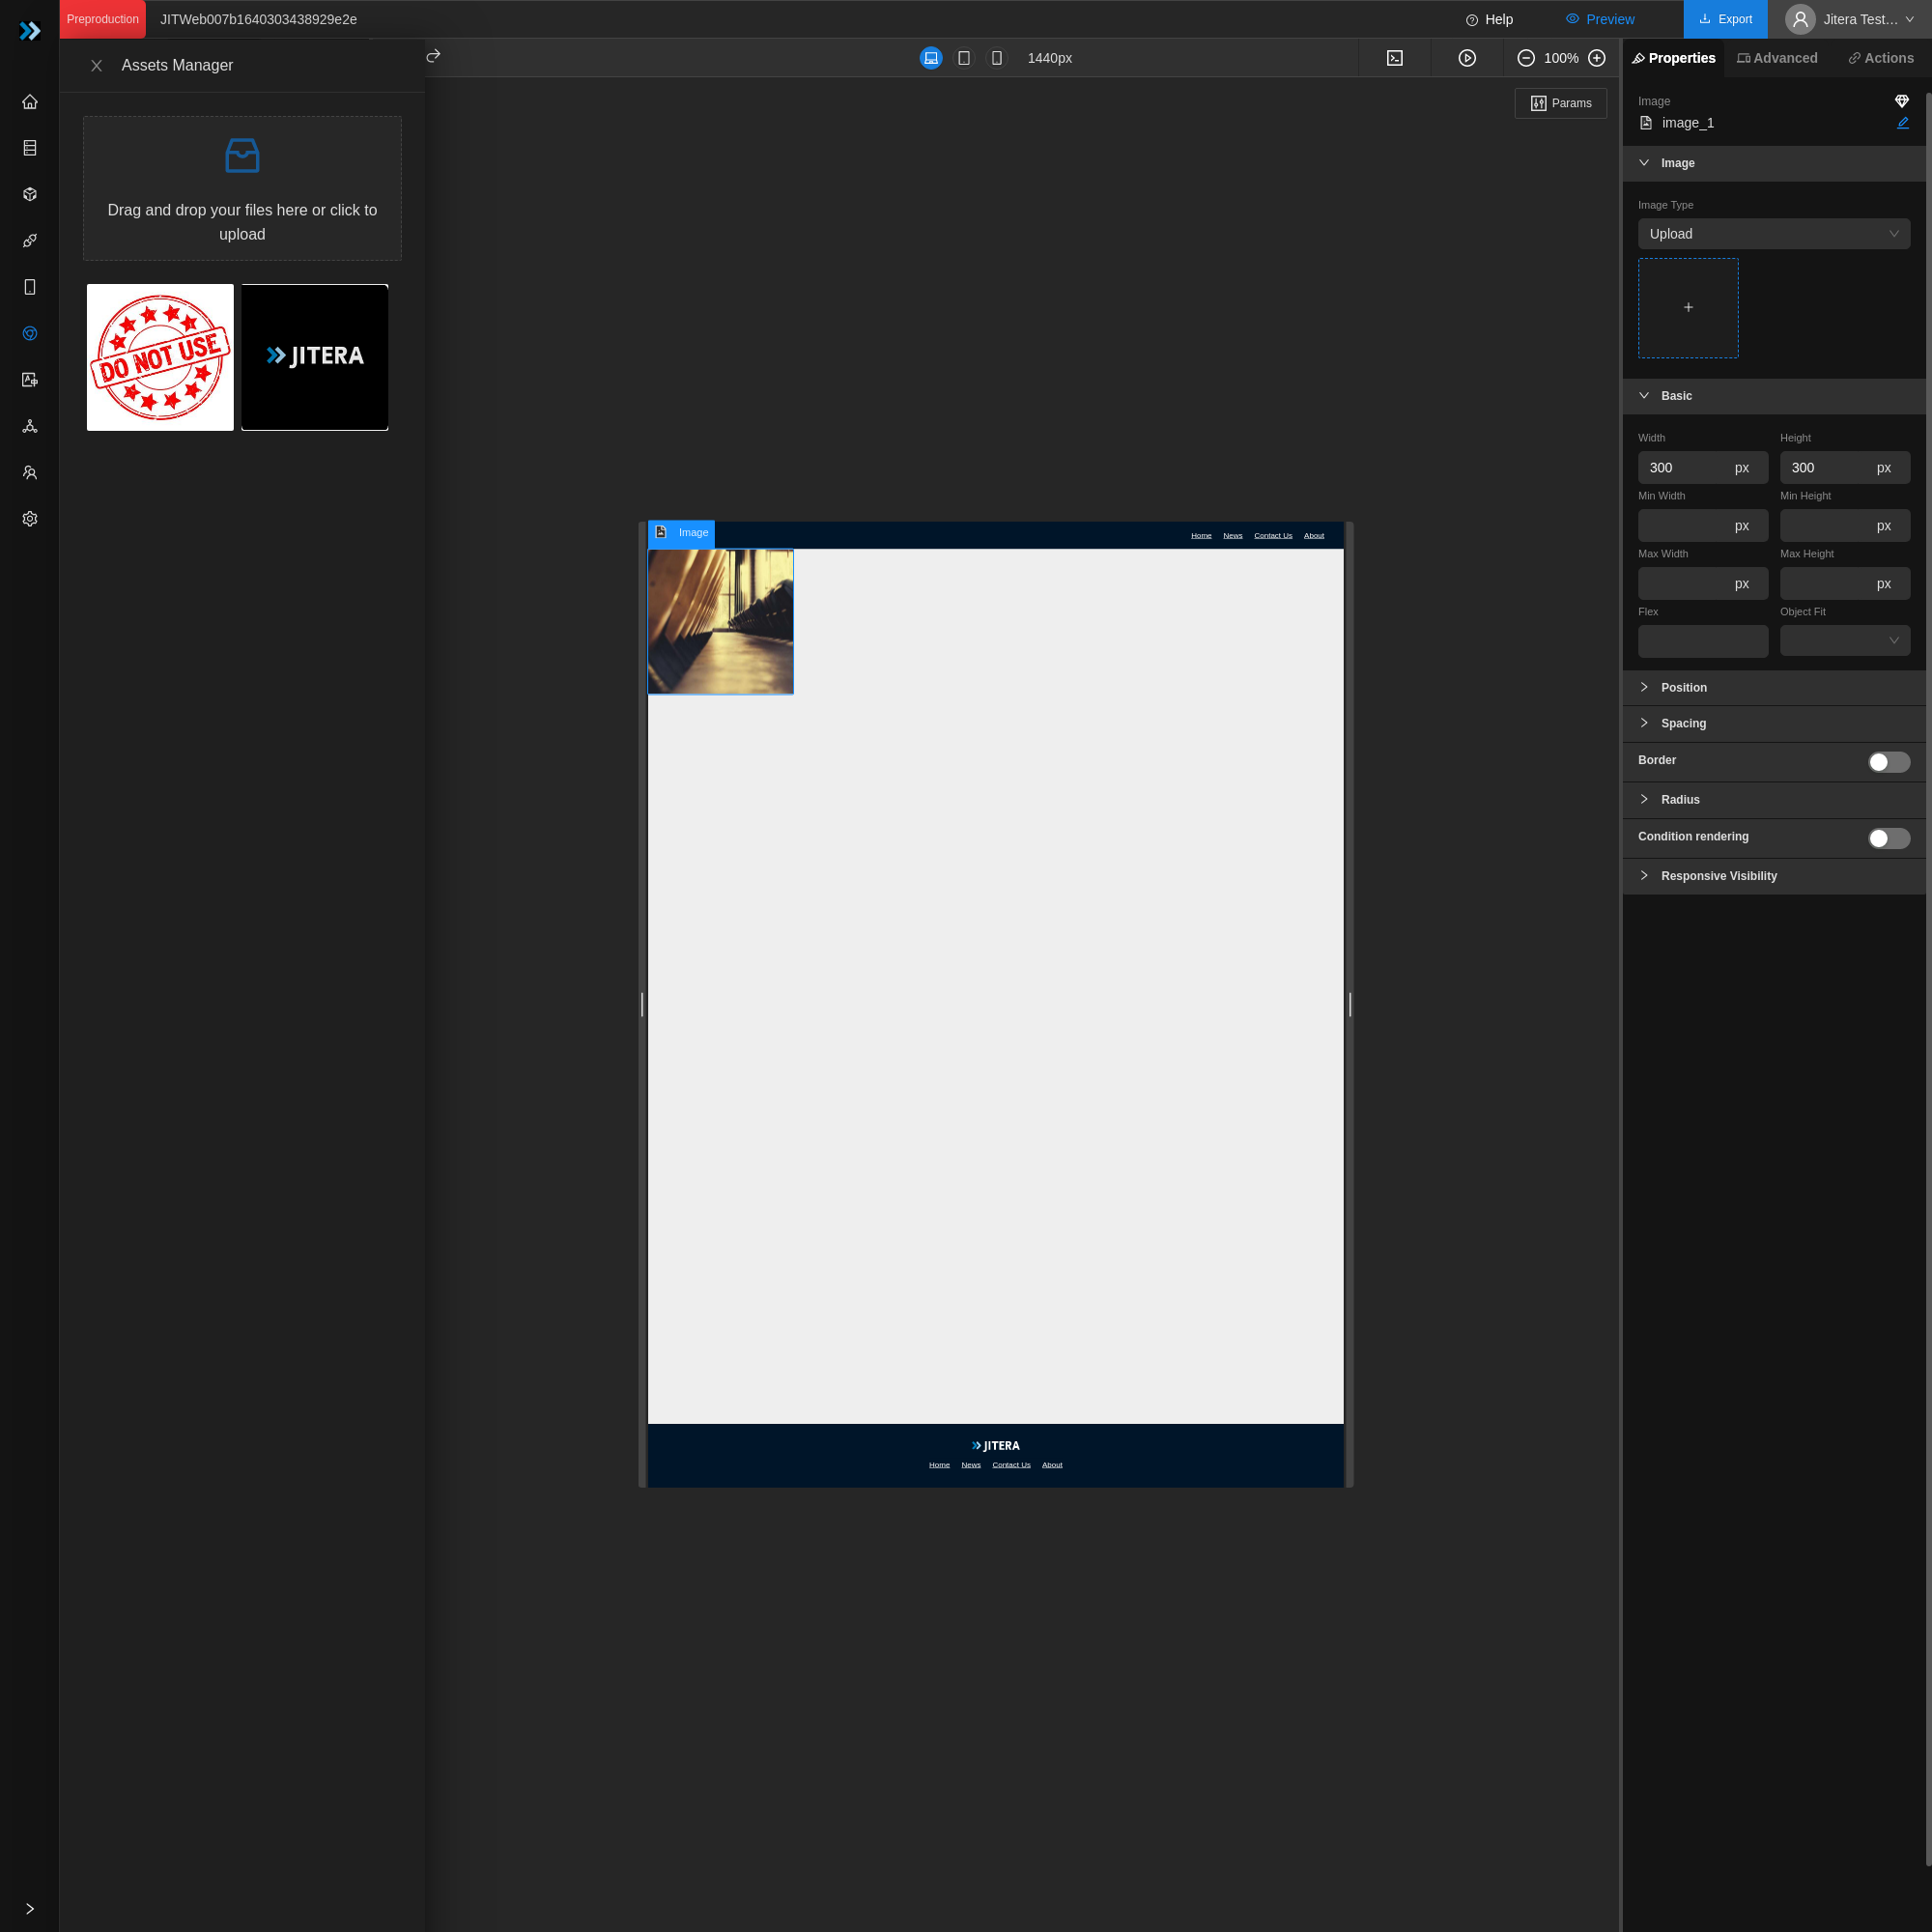 Preproduction
JITWeb007b1640303438929e2e
Help
Preview
Export
Jitera Test...
Assets Manager
1440px
100%
Properties
Advanced
Actions
Drag and drop your files here or click to
upload
DO NOT USE
JITERA
Params
Image
image_1
Image
Image Type
Upload
Basic
Width
Height
300 px
300 px
Min Width
Min Height
px
px
Max Width
Max Height
px
px
Flex
Object Fit
Position
Spacing
Border
Radius
Condition rendering
Responsive Visibility
Image
Home News Contact Us About
JITERA
Home News Contact Us About